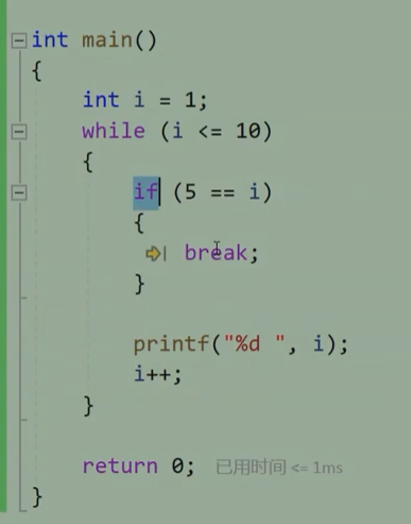 int main()
{
    int i = 1;
    while (i <= 10)
    {
        if (5 == i)
        {
            break;
        }

        printf("%d ", i);
        i++;
    }

    return 0; 已用时间 <= 1ms
}